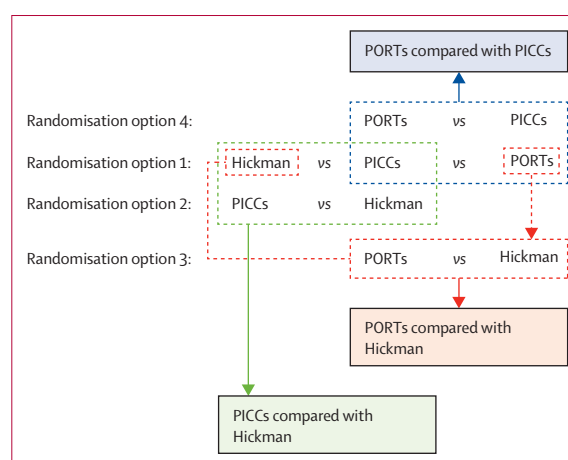 PORTs compared with PICCs
Randomisation option 4: PORTs vs PICCs
Randomisation option 1: Hickman vs PICCs vs PORTs
Randomisation option 2: PICCs vs Hickman
Randomisation option 3: PORTs vs Hickman
PORTs compared with
Hickman
PICCs compared with
Hickman